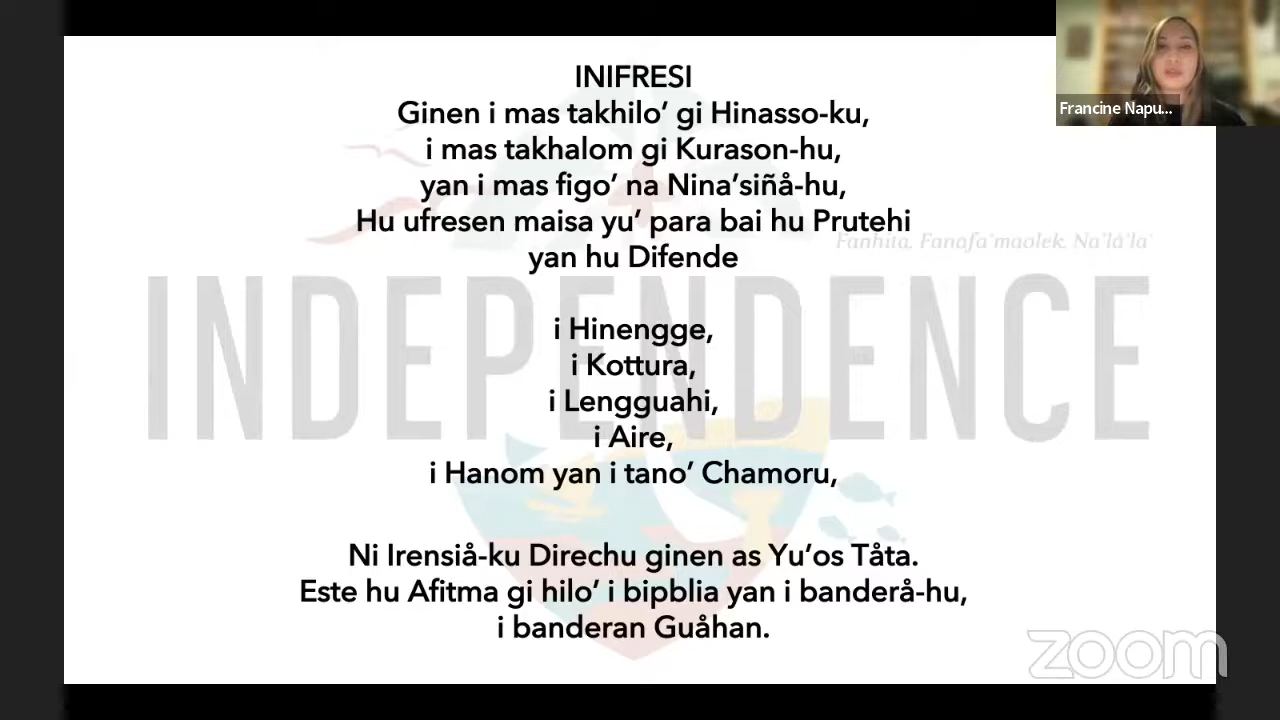 INIFRESI
Ginen i mas takhilo’ gi Hinasso-ku,
i mas takhalom gi Kurason-hu,
yan i mas figo’ na Nina’siñå-hu,
Hu ufresen maisa yu’ para bai hu Prutehi
yan hu Difende
i Hinengge,
i Kottura,
i Lengguahi,
i Aire,
i Hanom yan i tano’ Chamoru,
Ni Irensiå-ku Direchu ginen as Yu’os Tåta.
Este hu Afitma gi hilo’ i bipblia yan i banderå-hu,
i banderan Guåhan.
Fanhita. Fanafa’maolek. Na’lå’la’
INDEPENDENCE
Francine Napu...
zoom